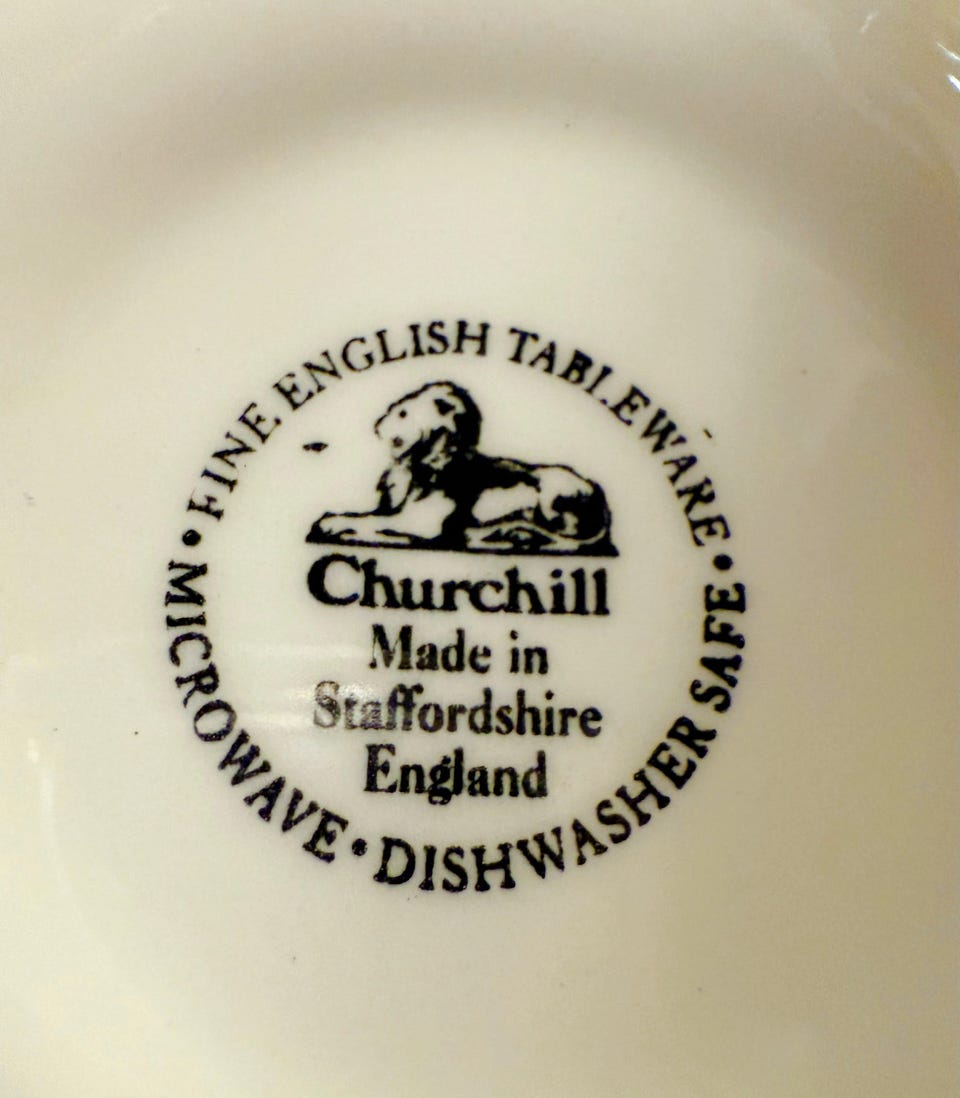 • FINE ENGLISH TABLEWARE •
Churchill
Made in
Staffordshire
England
MICROWAVE • DISHWASHER SAFE